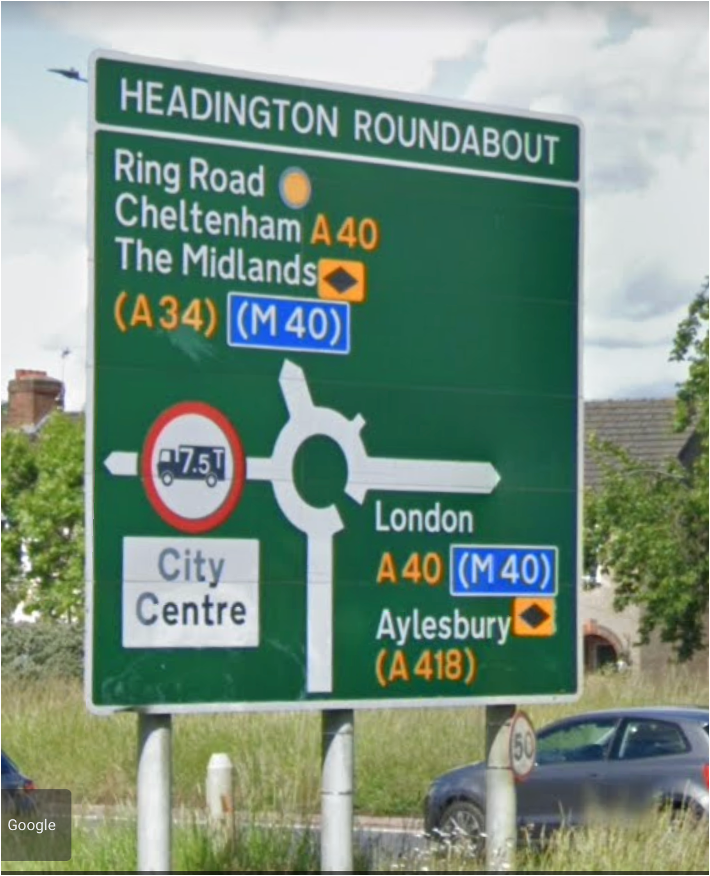 HEADINGTON ROUNDABOUT
Ring Road
Cheltenham A40
The Midlands
(A34) (M40)
7.5T
City
Centre
London
A40 (M40)
Aylesbury
(A418)
50
Google